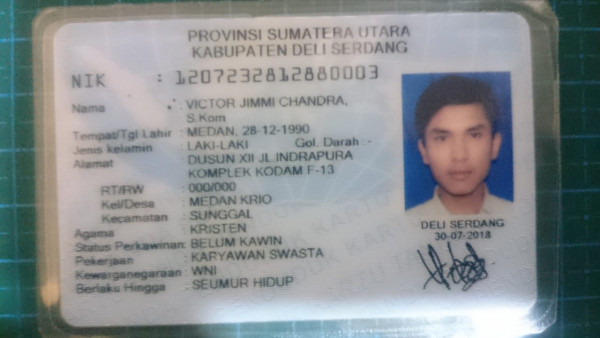 PROVINSI SUMATERA UTARA
KABUPATEN DELI SERDANG
NIK : 1207232812880003
Nama : VICTOR JIMMI CHANDRA,
S.Kom
Tempat/Tgl Lahir : MEDAN, 28-12-1990
Jenis kelamin : LAKI-LAKI Gol. Darah :-
Alamat : DUSUN XII JL.INDRAPURA
KOMPLEK KODAM F-13
RT/RW : 000/000
Kel/Desa : MEDAN KRIO
Kecamatan : SUNGGAL
Agama : KRISTEN
Status Perkawinan: BELUM KAWIN
Pekerjaan : KARYAWAN SWASTA
Kewarganegaraan : WNI
Berlaku Hingga : SEUMUR HIDUP
DELI SERDANG
30-07-2018